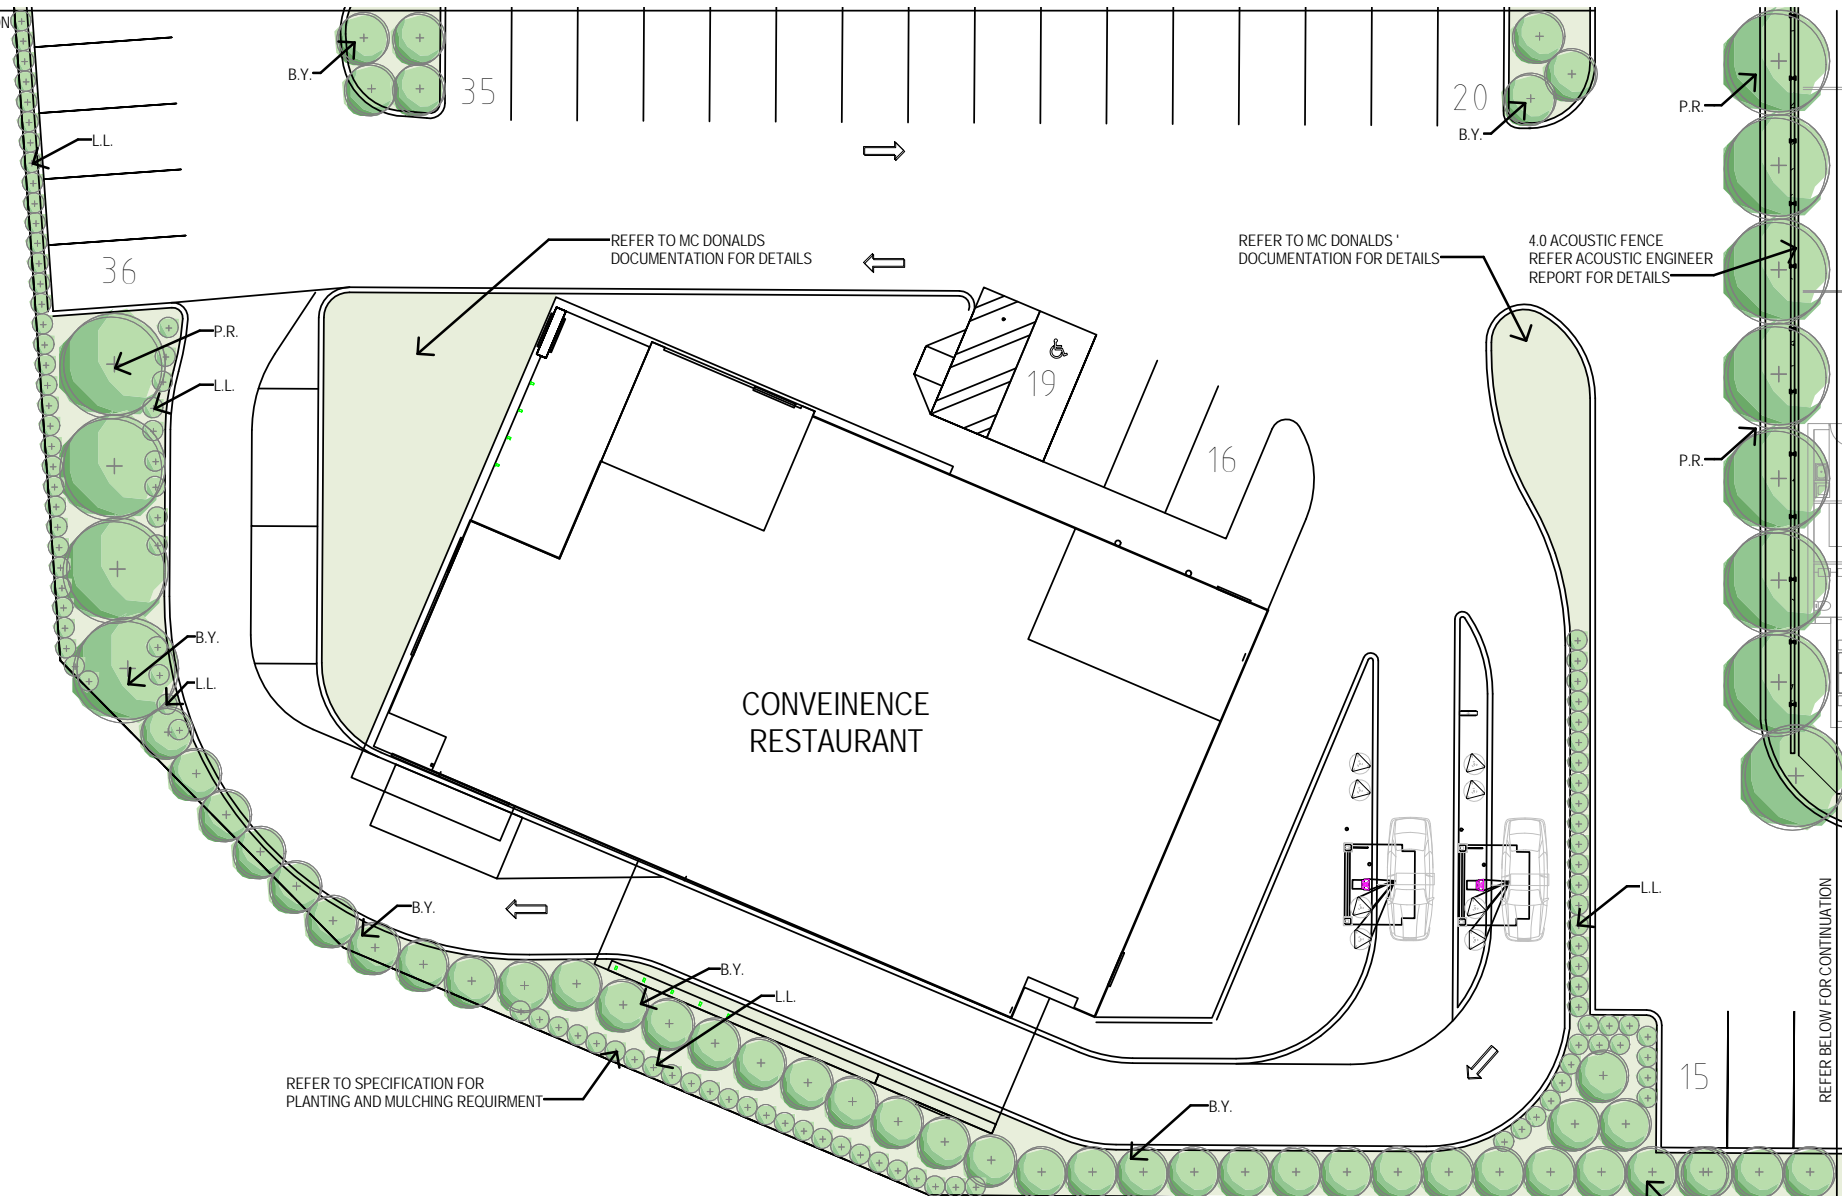 B.Y.
35
20
B.Y.
P.R.
L.L.
REFER TO MC DONALDS
DOCUMENTATION FOR DETAILS
REFER TO MC DONALDS '
DOCUMENTATION FOR DETAILS
4.0 ACOUSTIC FENCE
REFER ACOUSTIC ENGINEER
REPORT FOR DETAILS
36
P.R.
L.L.
19
16
P.R.
B.Y.
L.L.
CONVEINENCE
RESTAURANT
B.Y.
L.L.
B.Y.
L.L.
REFER TO SPECIFICATION FOR
PLANTING AND MULCHING REQUIRMENT
B.Y.
15
REFER BELOW FOR CONTINUATION